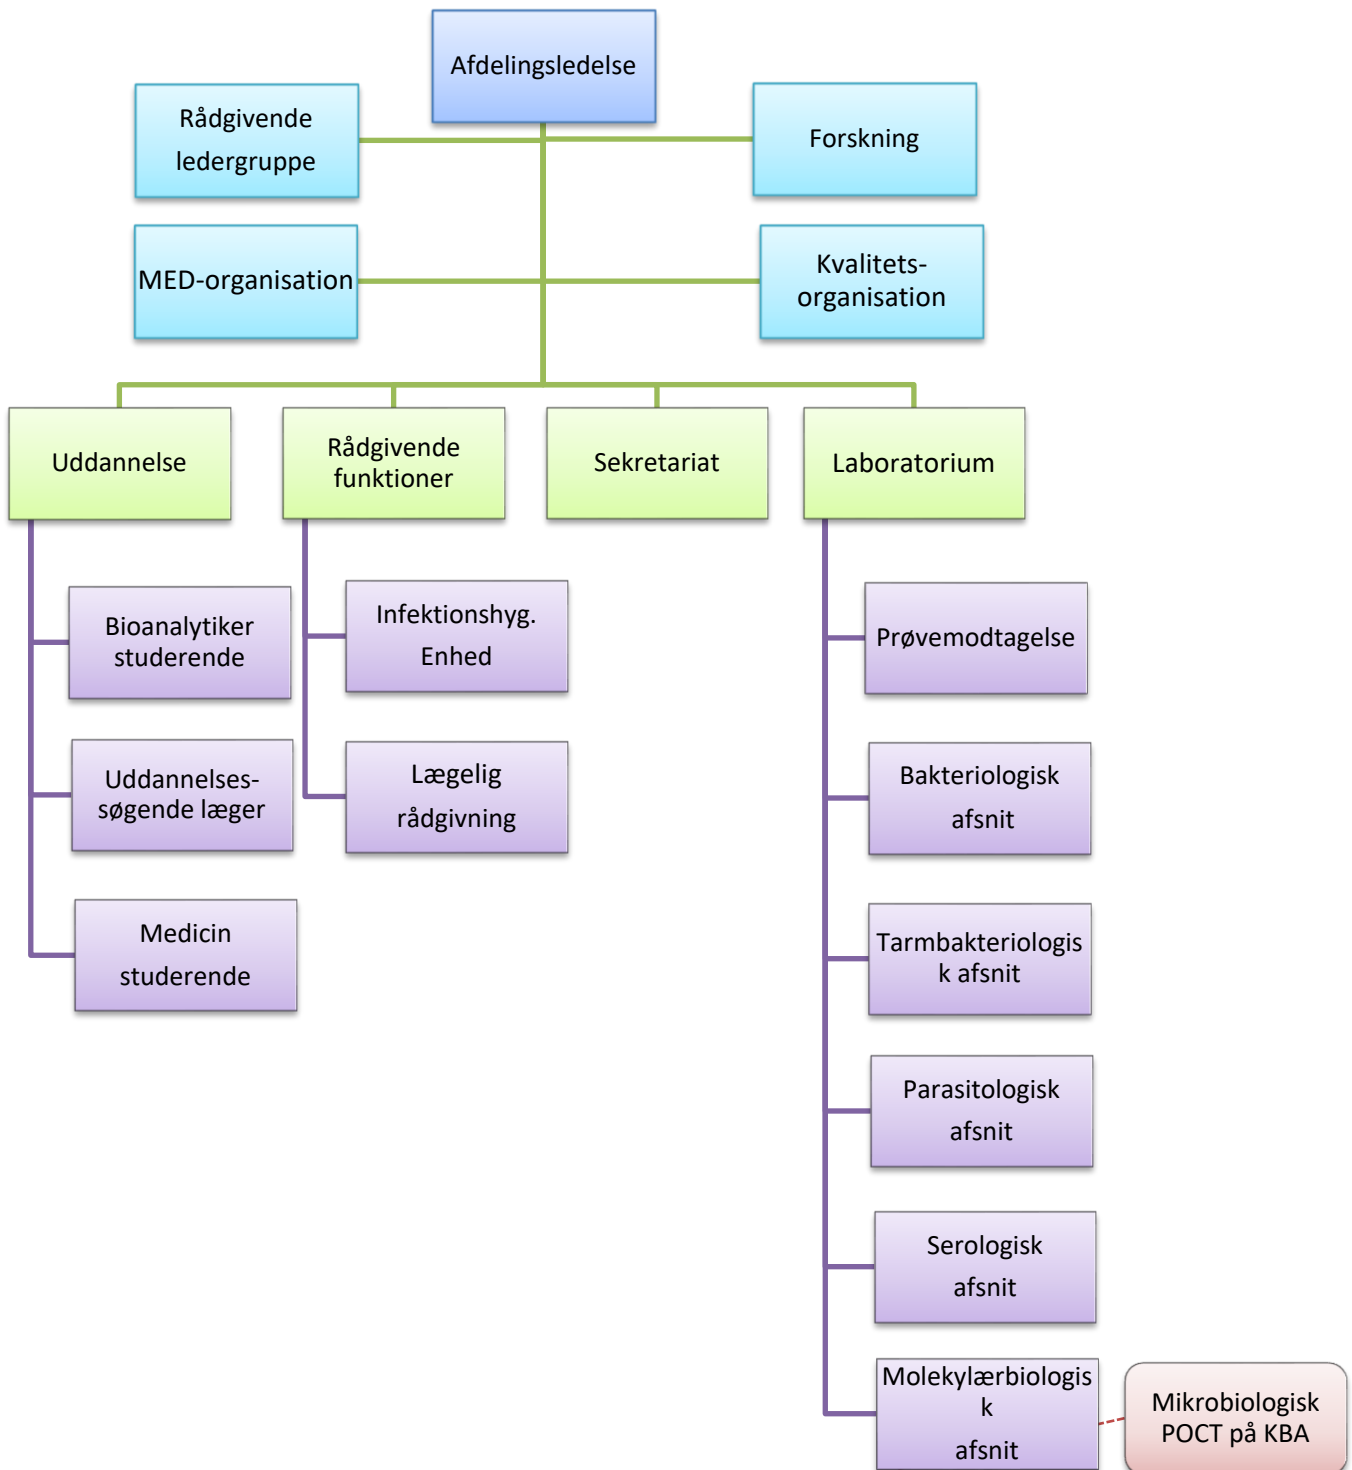 Afdelingsledelse
Rådgivende
ledergruppe
Forskning
MED-organisation
Kvalitets-
organisation
Uddannelse
Rådgivende
funktioner
Sekretariat
Laboratorium
Bioanalytiker
studerende
Uddannelses-
søgende læger
Medicin
studerende
Infektionshyg.
Enhed
Lægelig
rådgivning
Prøvemodtagelse
Bakteriologisk
afsnit
Tarmbakteriologis
k afsnit
Parasitologisk
afsnit
Serologisk
afsnit
Molekylærbiologis
k
afsnit
Mikrobiologisk
POCT på KBA